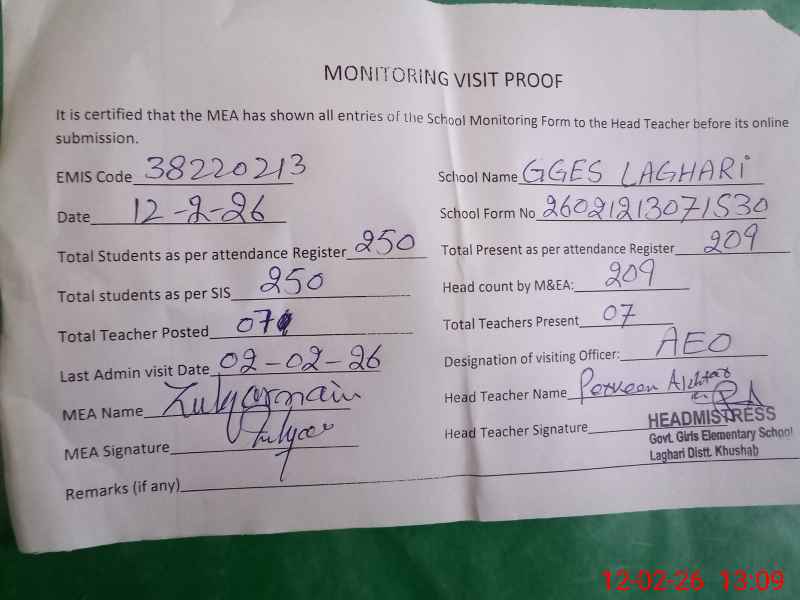 MONITORING VISIT PROOF
It is certified that the MEA has shown all entries of the School Monitoring Form to the Head Teacher before its online
submission.
EMIS Code 38220213
School Name GGES LAGHARI
Date 12-2-26
School Form No 26021213071530
Total Students as per attendance Register 250
Total Present as per attendance Register 209
Total students as per SIS 250
Head count by M&EA: 209
Total Teacher Posted 07
Total Teachers Present 07
Last Admin visit Date 02-02-26
Designation of visiting Officer: AEO
MEA Name Zulqarnain
Head Teacher Name Perveen Akhtar
MEA Signature
Head Teacher Signature
HEADMISTRESS
Govt. Girls Elementary School
Laghari Distt. Khushab
Remarks (if any)
12-02-26 13:09